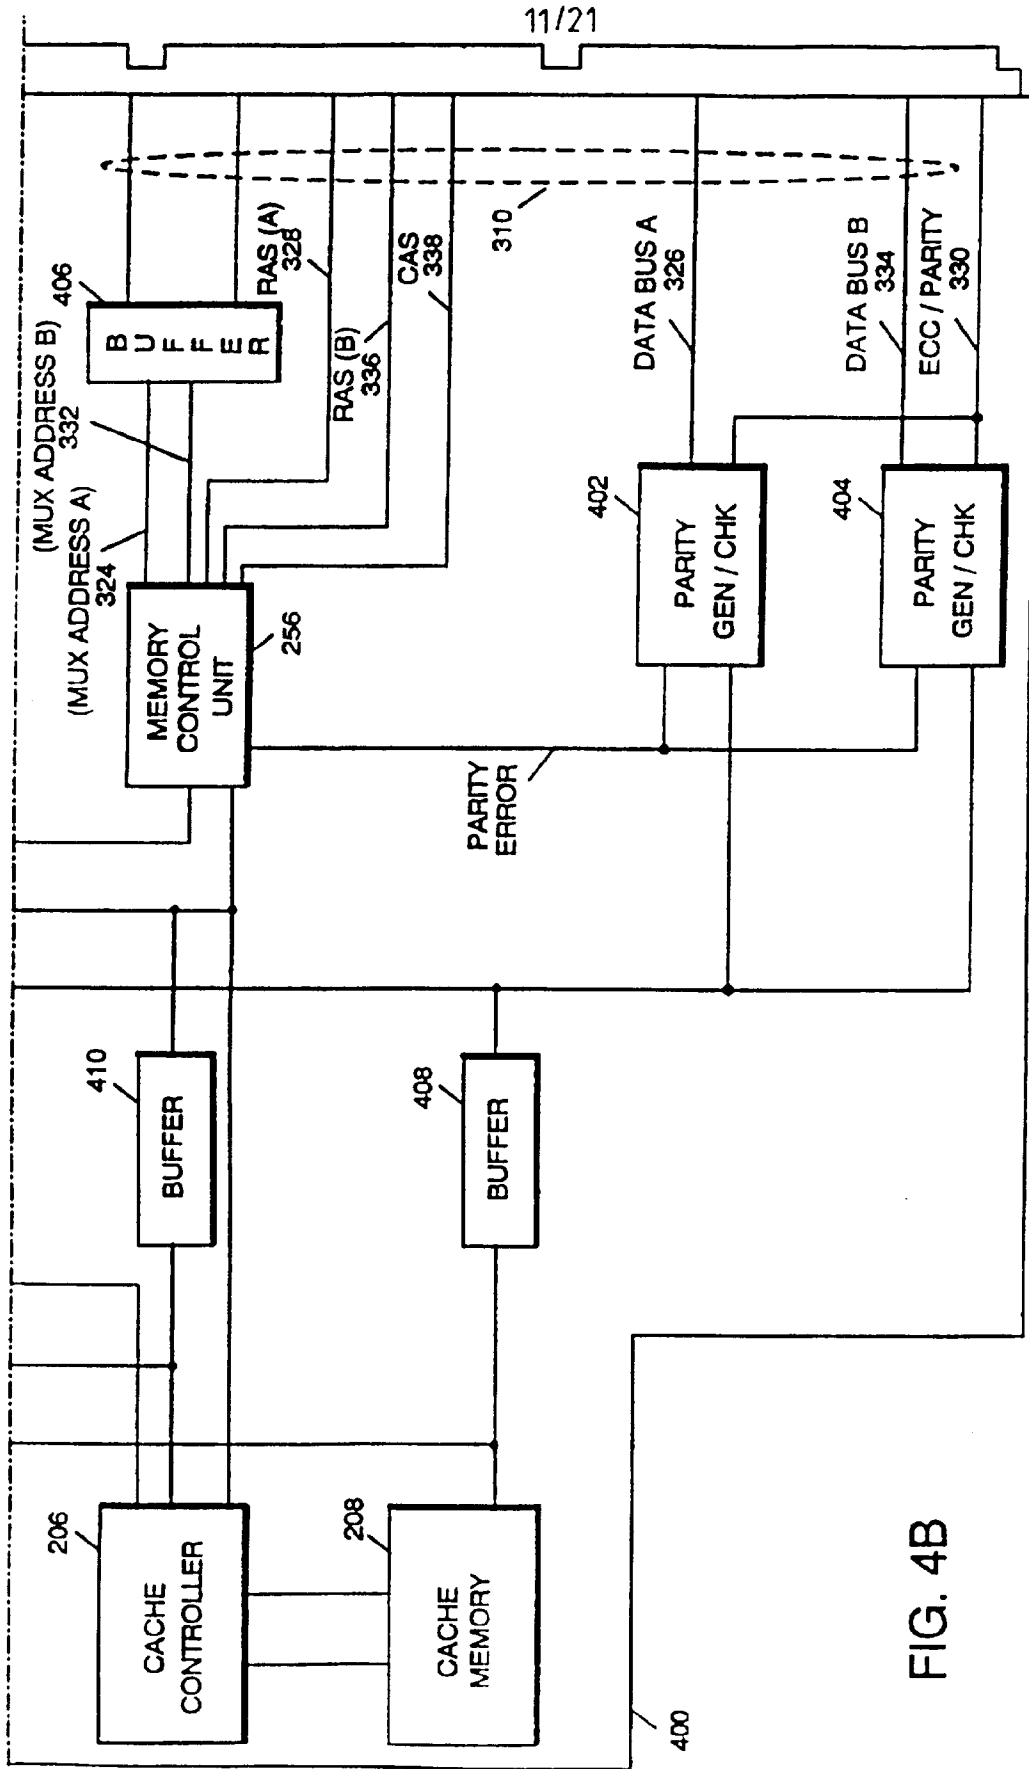 11/21
(MUX ADDRESS B)
332
(MUX ADDRESS A)
324
406
BUFFER
RAS (A)
328
RAS (B)
336
CAS
338
310
DATA BUS A
326
DATA BUS B
334
ECC / PARITY
330
MEMORY
CONTROL
UNIT
256
402
PARITY
GEN / CHK
404
PARITY
GEN / CHK
PARITY
ERROR
410
BUFFER
408
BUFFER
206
CACHE
CONTROLLER
208
CACHE
MEMORY
400
FIG. 4B